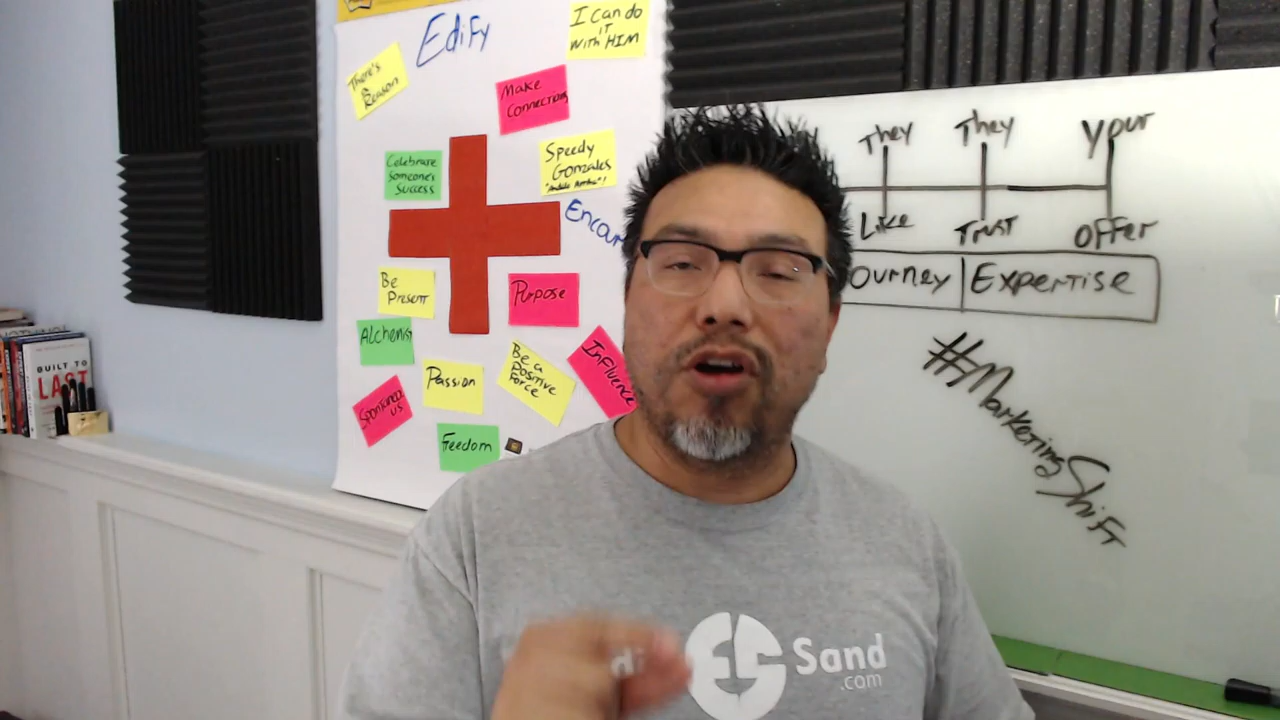 Edify
I Can do
iT
With HIM
There's
a
Reason
Make
Connections
Celebrate
Someone's
Success
Speedy
Gonzales
Encour
Be
Present
Purpose
Alchemist
Passion
Be a
Positive
Force
Influence
Freedom
They
They
Your
Like
Trust
Offer
ourney
Expertise
#MarketingShift
BUILT TO
LAST
Sand
.com